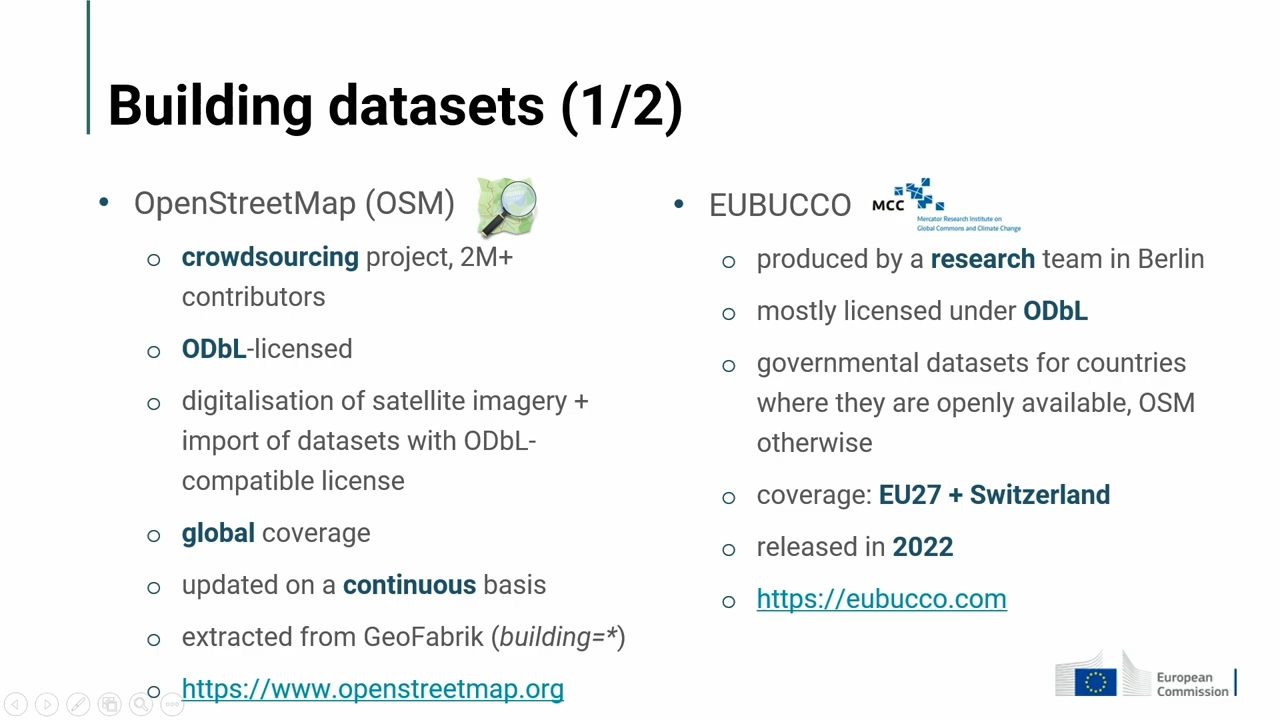 Building datasets (1/2)
• OpenStreetMap (OSM)
o crowdsourcing project, 2M+
contributors
o ODbL-licensed
o digitalisation of satellite imagery +
import of datasets with ODbL-
compatible license
o global coverage
o updated on a continuous basis
o extracted from GeoFabrik (building=*)
o https://www.openstreetmap.org
• EUBUCCO
MCC
Mercator Research Institute on
Global Commons and Climate Change
o produced by a research team in Berlin
o mostly licensed under ODbL
o governmental datasets for countries
where they are openly available, OSM
otherwise
o coverage: EU27 + Switzerland
o released in 2022
o https://eubucco.com
European
Commission